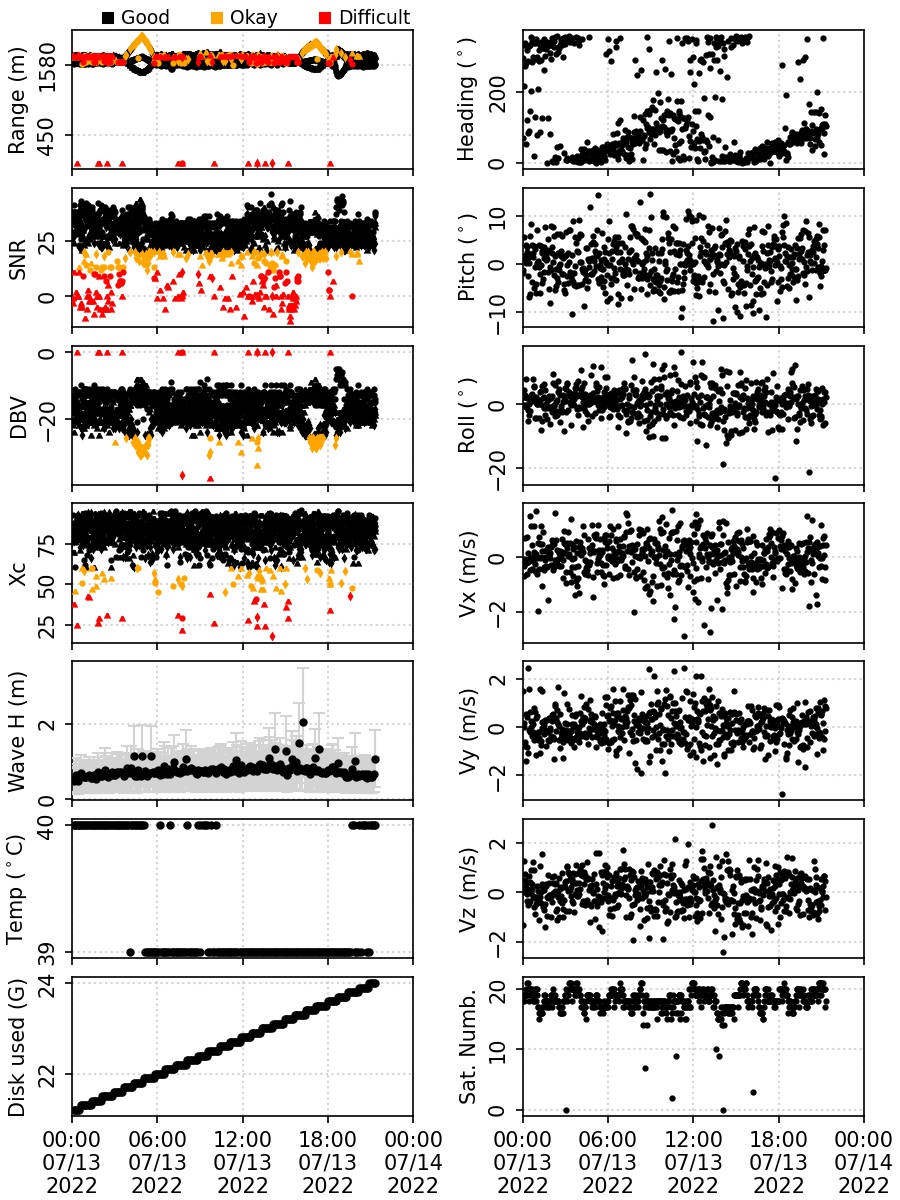 Good Okay Difficult
Range (m)
1580
450
SNR
25
0
DBV
0
−20
Xc
75
50
25
Wave H (m)
2
0
Temp (°C)
40
39
Disk used (G)
24
22
00:00 06:00 12:00 18:00 00:00
07/13 07/13 07/13 07/13 07/14
2022 2022 2022 2022 2022
Heading (°)
200
0
Pitch (°)
10
0
−10
Roll (°)
0
−20
Vx (m/s)
0
−2
Vy (m/s)
2
0
−2
Vz (m/s)
2
0
−2
Sat. Numb.
20
10
0
00:00 06:00 12:00 18:00 00:00
07/13 07/13 07/13 07/13 07/14
2022 2022 2022 2022 2022